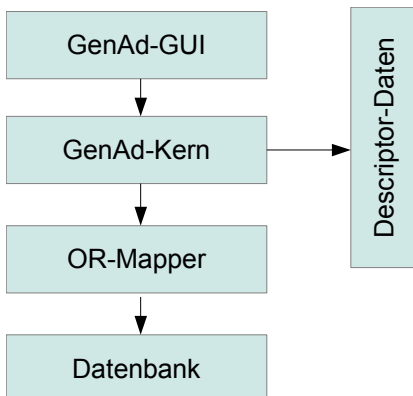 GenAd-GUI
GenAd-Kern
Descriptor-Daten
OR-Mapper
Datenbank